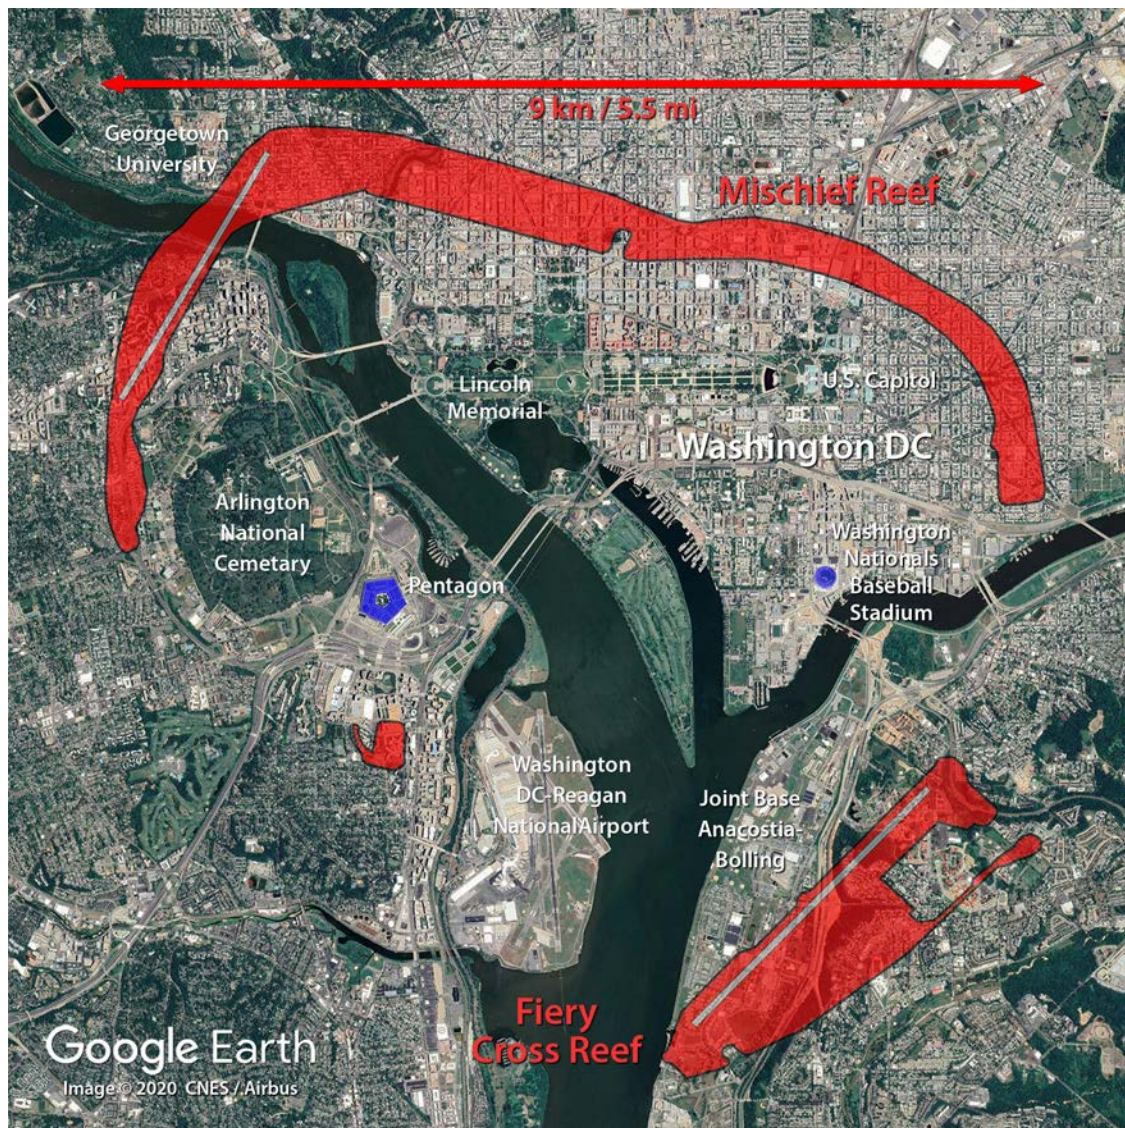 9 km / 5.5 mi
Georgetown
University
Mischief Reef
Lincoln
Memorial
U.S. Capitol
Washington DC
Arlington
National
Cemetary
Washington
Nationals
Baseball
Stadium
Pentagon
Washington
DC-Reagan
NationalAirport
Joint Base
Anacostia-
Bolling
Fiery
Cross Reef
Google Earth
Image © 2020 CNES / Airbus